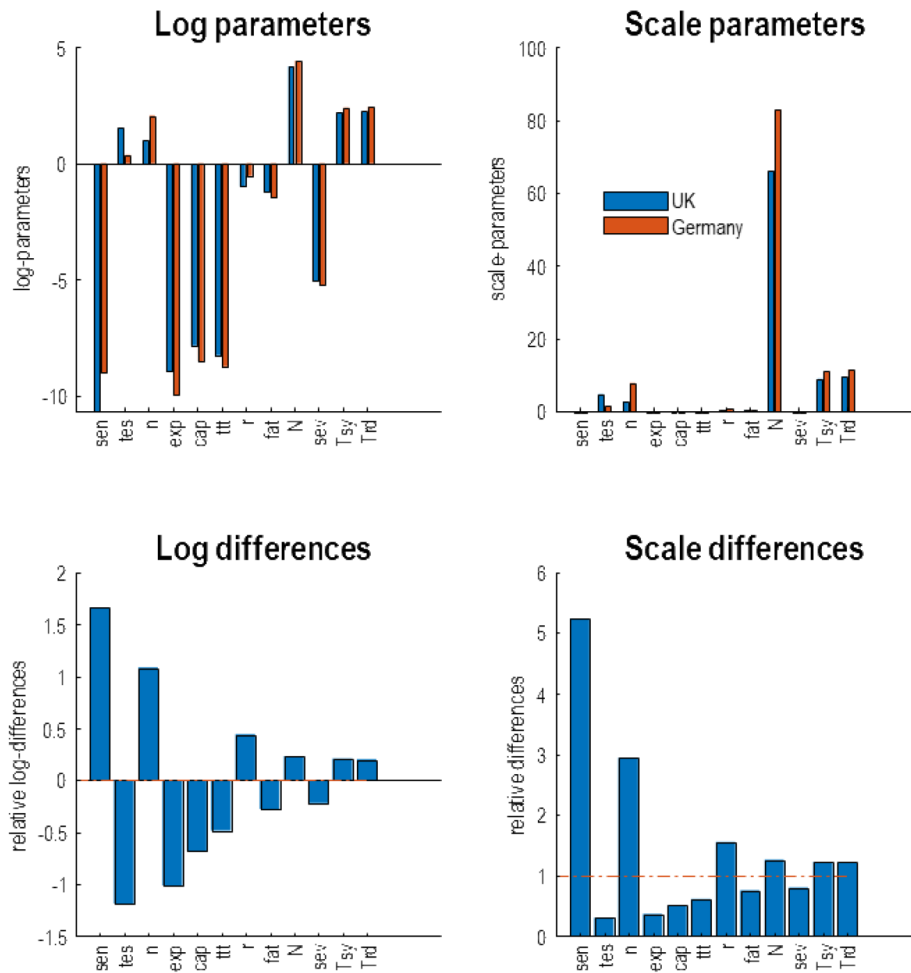 Log parameters
5
0
-5
-10
log-parameters
sen
tes
n
exp
cap
ttt
r
fat
N
sev
Tsy
Trd
Scale parameters
100
80
60
40
20
0
scale-parameters
UK
Germany
sen
tes
n
exp
cap
ttt
r
fat
N
sev
Tsy
Trd
Log differences
2
1.5
1
0.5
0
-0.5
-1
-1.5
relative log-differences
sen
tes
n
exp
cap
ttt
r
fat
N
sev
Tsy
Trd
Scale differences
6
5
4
3
2
1
0
relative differences
sen
tes
n
exp
cap
ttt
r
fat
N
sev
Tsy
Trd